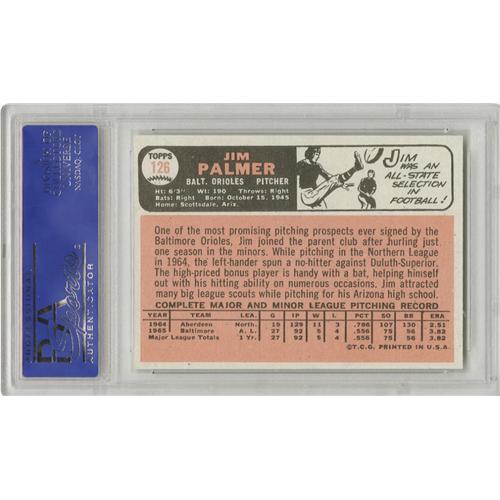 TOPPS
126
JIM
PALMER
BALT. ORIOLES PITCHER
Ht: 6'3" Wt: 190 Throws: Right
Bats: Right Born: October 15, 1945
Home: Scottsdale, Ariz.
JIM
WAS AN
ALL-STATE
SELECTION
IN
FOOTBALL!
One of the most promising pitching prospects ever signed by the
Baltimore Orioles, Jim joined the parent club after hurling just
one season in the minors. While pitching in the Northern League
in 1964, the left-hander spun a no-hitter against Duluth-Superior.
The high-priced bonus player is handy with a bat, helping himself
out with his hitting ability on numerous occasions. Jim attracted
many big league scouts while pitching for his Arizona high school.
COMPLETE MAJOR AND MINOR LEAGUE PITCHING RECORD
YEAR TEAM LEA. G IP W L PCT. SO BB ERA
1964 Aberdeen North. 19 129 11 3 .786 107 130 2.51
1965 Baltimore A. L. 27 92 5 4 .556 75 56 3.82
Major League Totals 1 Yr. 27 92 5 4 .556 75 56 3.82
©T.C.G. PRINTED IN U.S.A.
PROFESSIONAL
PSA
Sports
AUTHENTICATOR
NASDAQ: CLCT